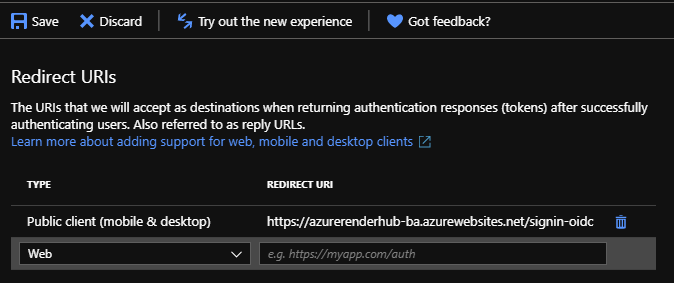 Save Discard Try out the new experience Got feedback?
Redirect URIs
The URIs that we will accept as destinations when returning authentication responses (tokens) after successfully
authenticating users. Also referred to as reply URLs.
Learn more about adding support for web, mobile and desktop clients
TYPE REDIRECT URI
Public client (mobile & desktop) https://azurerenderhub-ba.azurewebsites.net/signin-oidc
Web e.g. https://myapp.com/auth